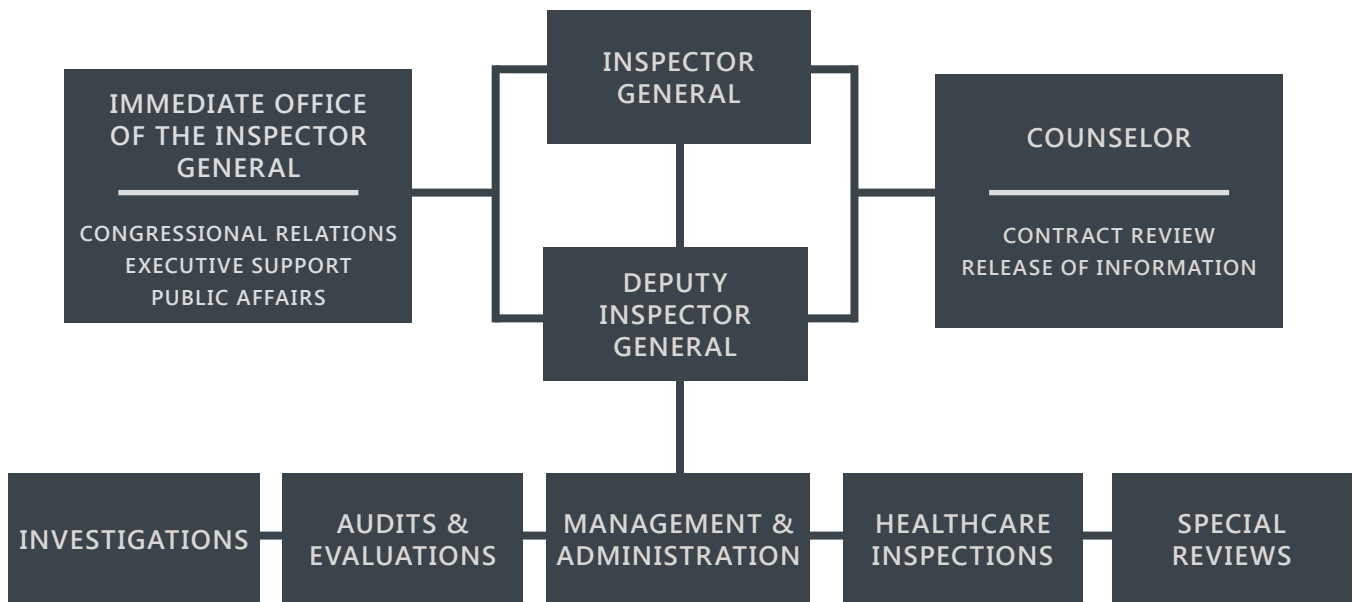 INSPECTOR
GENERAL
IMMEDIATE OFFICE
OF THE INSPECTOR
GENERAL
CONGRESSIONAL RELATIONS
EXECUTIVE SUPPORT
PUBLIC AFFAIRS
COUNSELOR
CONTRACT REVIEW
RELEASE OF INFORMATION
DEPUTY
INSPECTOR
GENERAL
INVESTIGATIONS
AUDITS &
EVALUATIONS
MANAGEMENT &
ADMINISTRATION
HEALTHCARE
INSPECTIONS
SPECIAL
REVIEWS